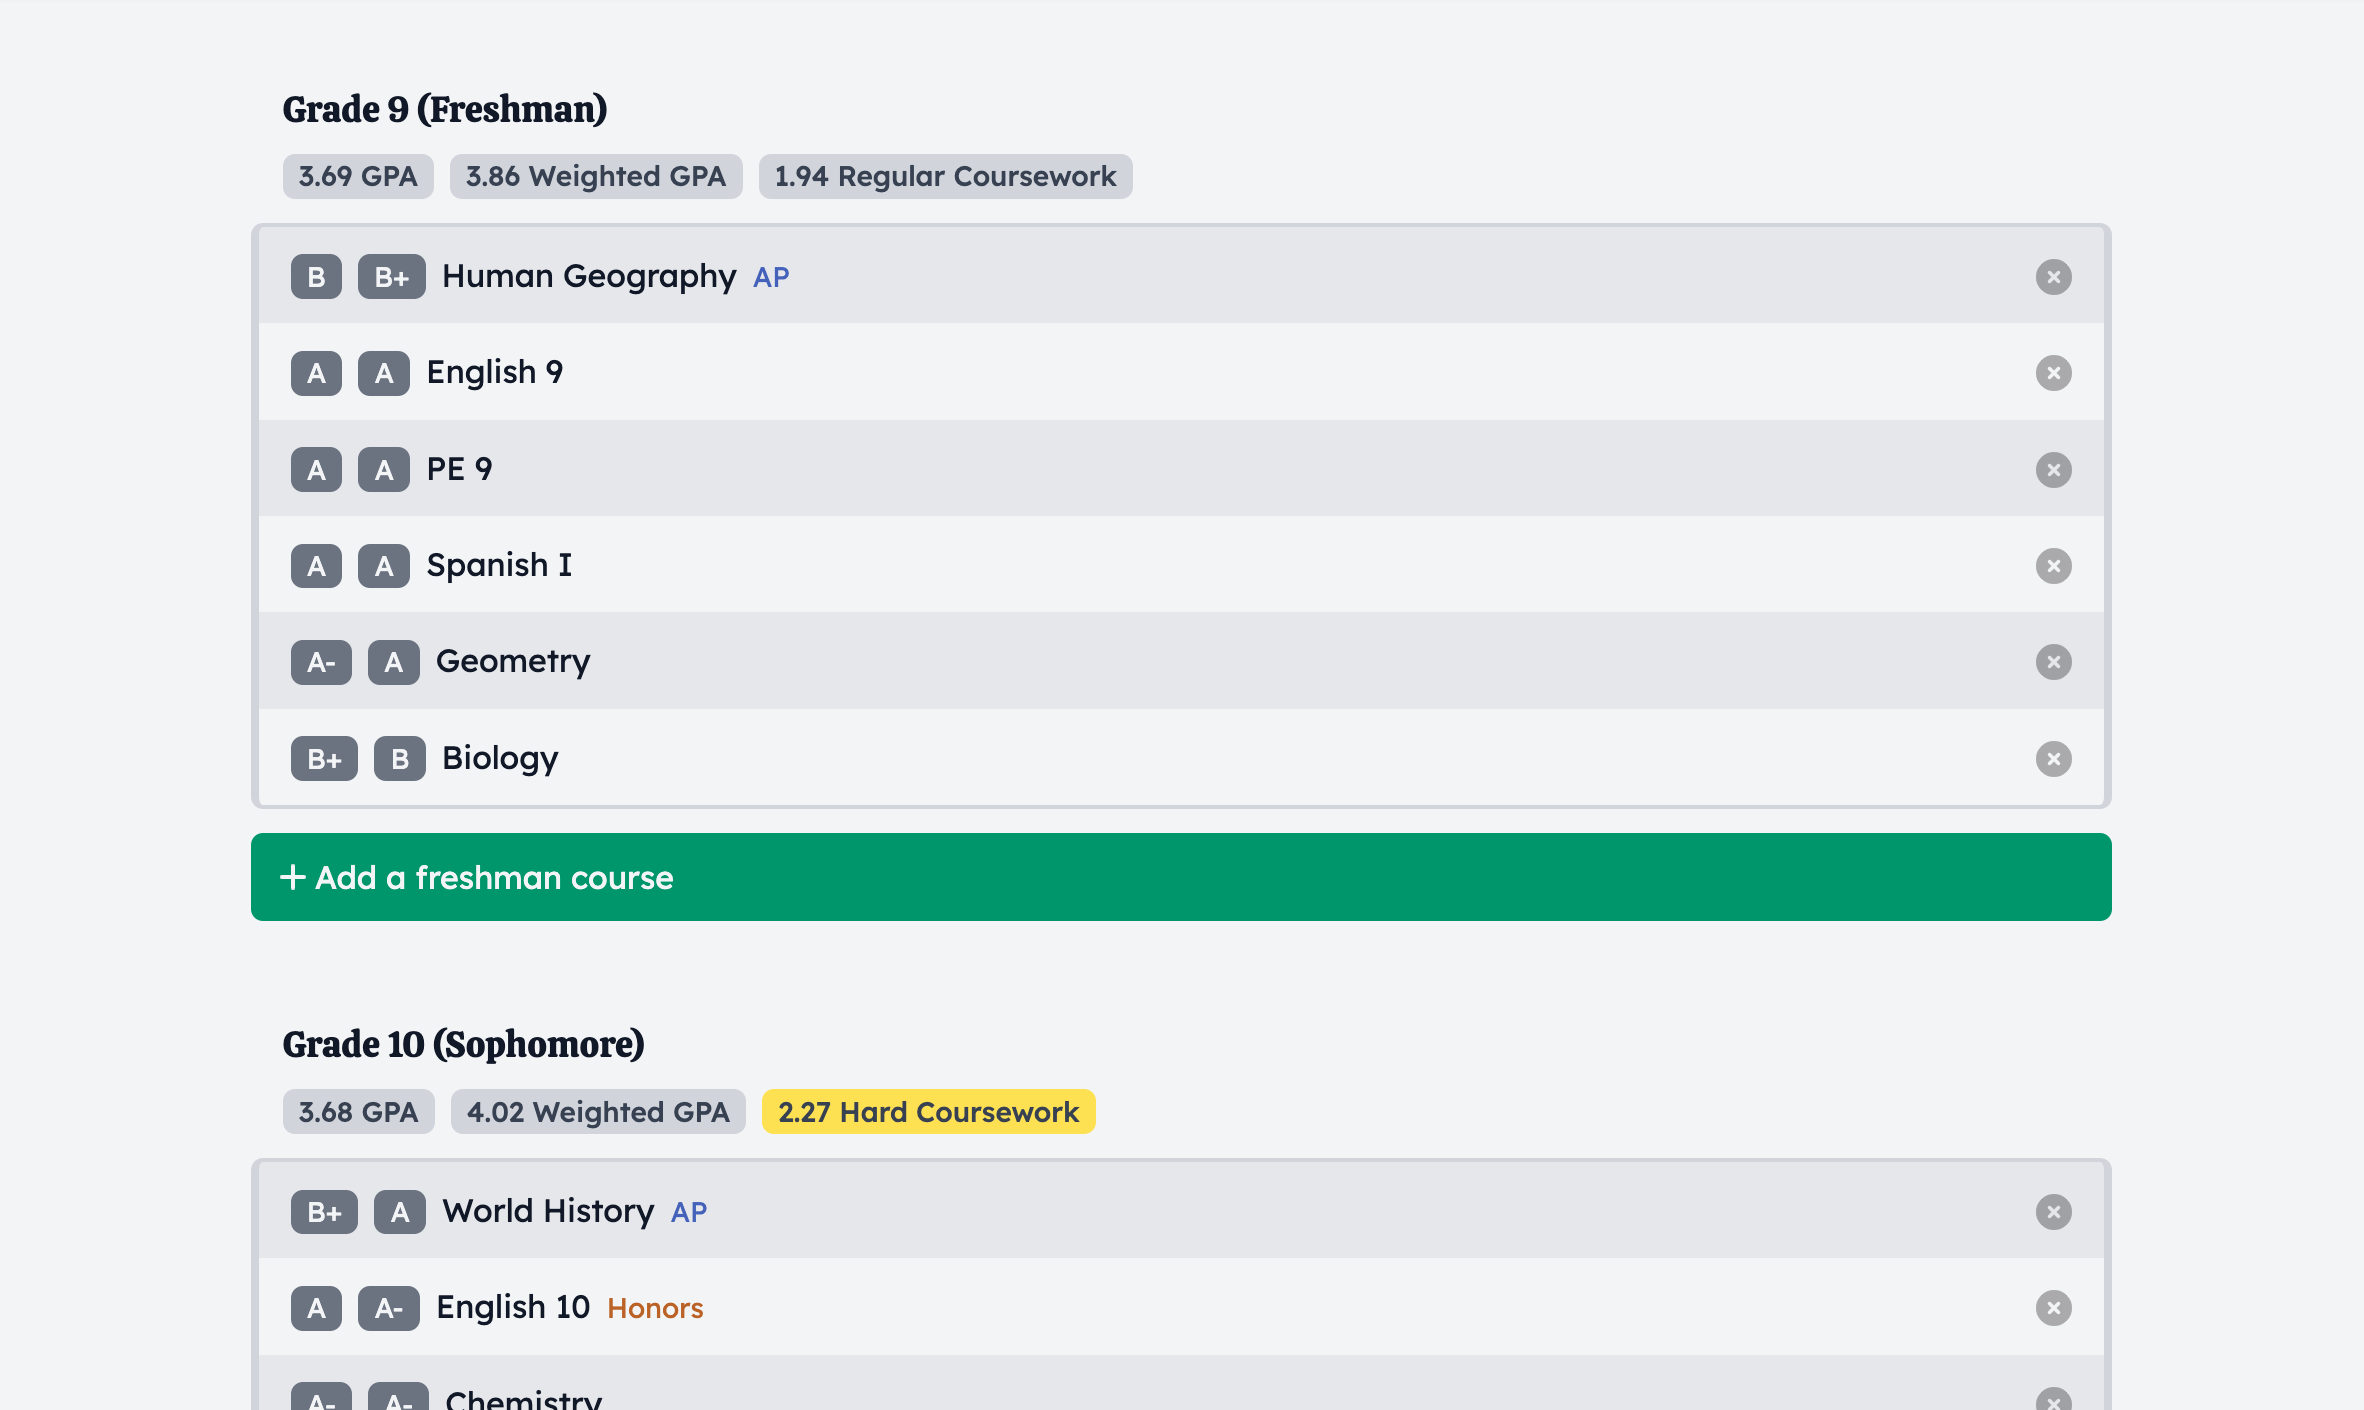 Grade 9 (Freshman)
3.69 GPA 3.86 Weighted GPA 1.94 Regular Coursework
B B+ Human Geography AP
A A English 9
A A PE 9
A A Spanish I
A- A Geometry
B+ B Biology
+ Add a freshman course
Grade 10 (Sophomore)
3.68 GPA 4.02 Weighted GPA 2.27 Hard Coursework
B+ A World History AP
A A- English 10 Honors
A- A- Chemistry